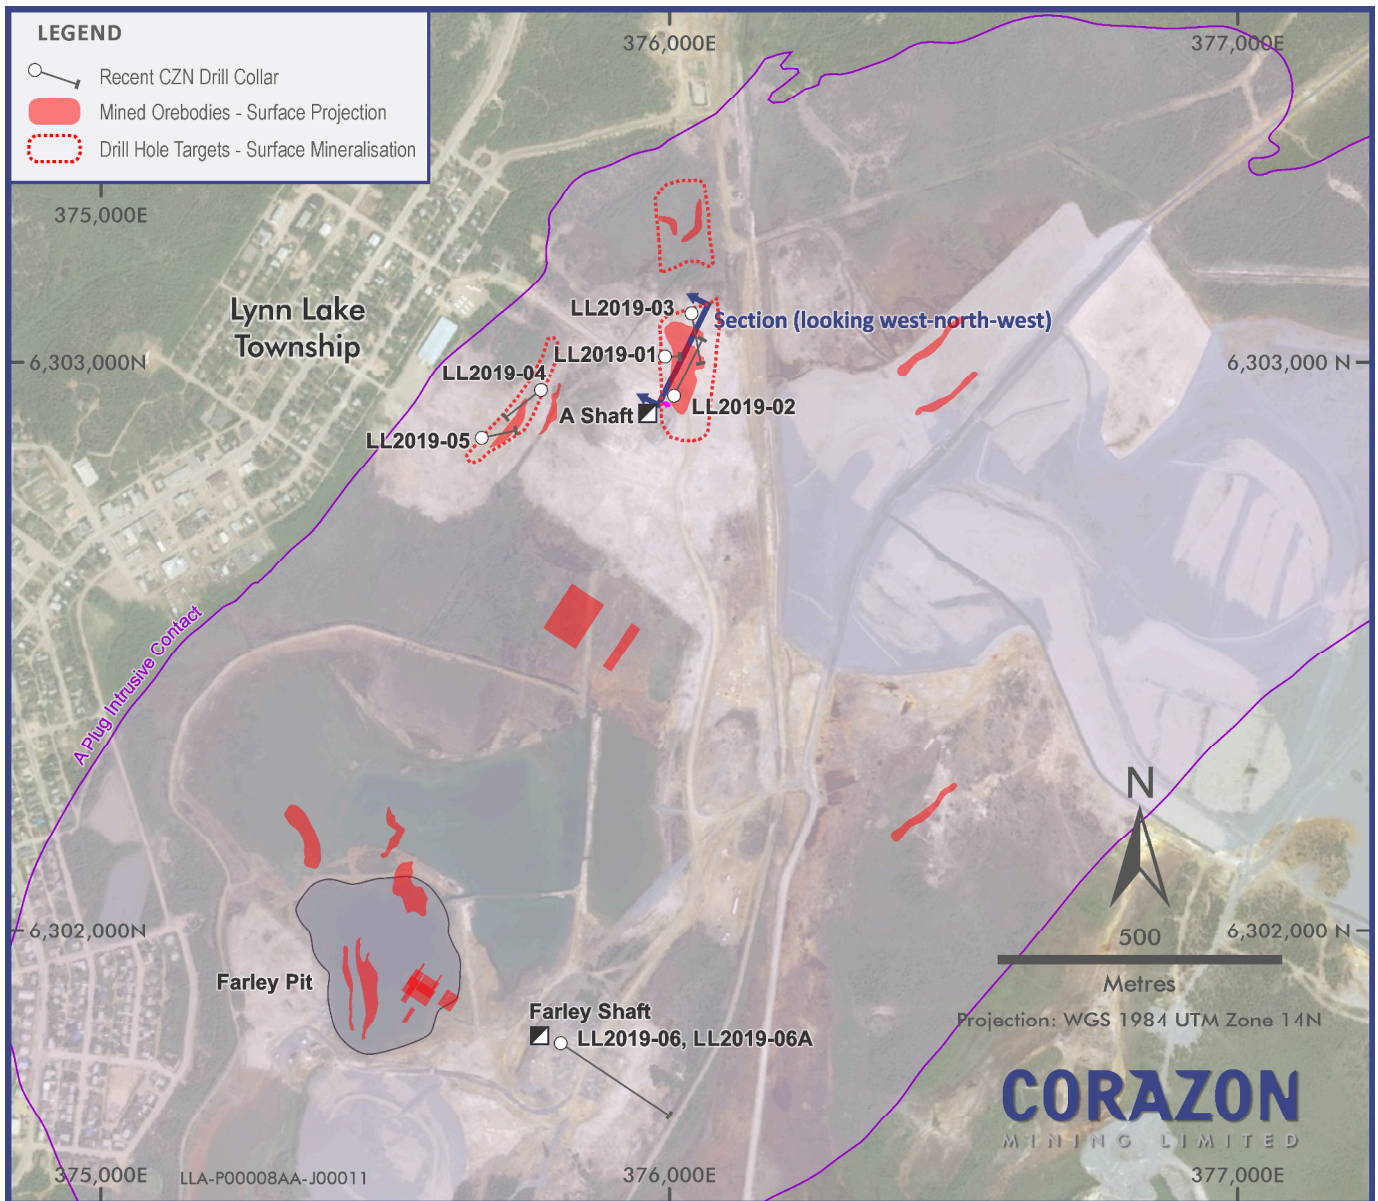 LEGEND
Recent CZN Drill Collar
Mined Orebodies - Surface Projection
Drill Hole Targets - Surface Mineralisation
376,000E
377,000E
375,000E
Lynn Lake
Township
LL2019-03
Section (looking west-north-west)
6,303,000N
LL2019-01
6,303,000 N
LL2019-04
LL2019-02
A Shaft
LL2019-05
A Plug Intrusive Contact
N
6,302,000N
500
6,302,000 N
Farley Pit
Metres
Farley Shaft
Projection: WGS 1984 UTM Zone 14N
LL2019-06, LL2019-06A
CORAZON
MINING LIMITED
375,000E
LLA-P00008AA-J00011
376,000E
377,000E